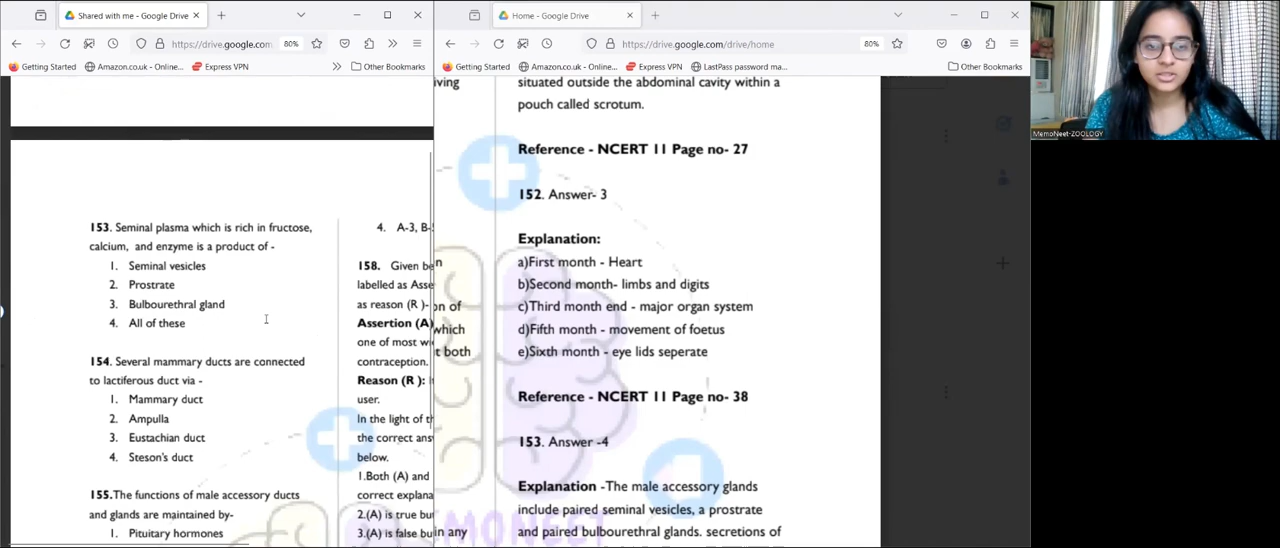 Shared with me - Google Drive
https://drive.google.com
80%
Getting Started
Amazon.co.uk - Online...
Express VPN
Other Bookmarks
153. Seminal plasma which is rich in fructose,
calcium, and enzyme is a product of -
1. Seminal vesicles
2. Prostrate
3. Bulbourethral gland
4. All of these
154. Several mammary ducts are connected
to lactiferous duct via -
1. Mammary duct
2. Ampulla
3. Eustachian duct
4. Steson's duct
155.The functions of male accessory ducts
and glands are maintained by-
1. Pituitary hormones
4. A-3, B-
158. Given be
labelled as Asse
as reason (R )-
Assertion (A)
one of most w
contraception.
Reason (R ): I
user.
In the light of th
the correct ans
below.
1.Both (A) and
correct explana
2.(A) is true bu
3.(A) is false bu
Home - Google Drive
https://drive.google.com/drive/home
80%
Getting Started
Amazon.co.uk - Online...
Express VPN
LastPass password ma...
Other Bookmarks
iving
on of
which
t both
in any
situated outside the abdominal cavity within a
pouch called scrotum.
Reference - NCERT 11 Page no- 27
152. Answer- 3
Explanation:
a)First month - Heart
b)Second month- limbs and digits
c)Third month end - major organ system
d)Fifth month - movement of foetus
e)Sixth month - eye lids seperate
Reference - NCERT 11 Page no- 38
153. Answer -4
Explanation -The male accessory glands
include paired seminal vesicles, a prostrate
and paired bulbourethral glands. secretions of
MEMONEET
MemoNeet-ZOOLOGY